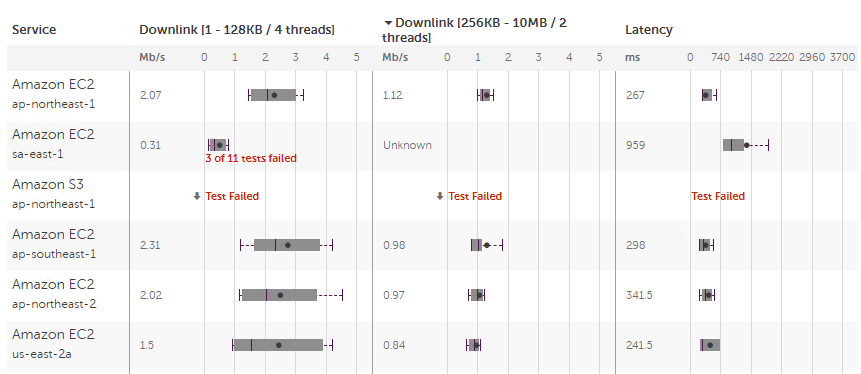 Service
Downlink [1 - 128KB / 4 threads]
Downlink [256KB - 10MB / 2
threads]
Latency
Mb/s 0 1 2 3 4 5
Mb/s 0 1 2 3 4 5
ms 0 740 1480 2220 2960 3700
Amazon EC2
ap-northeast-1
2.07
1.12
267
Amazon EC2
sa-east-1
0.31
3 of 11 tests failed
Unknown
959
Amazon S3
ap-northeast-1
Test Failed
Test Failed
Test Failed
Amazon EC2
ap-southeast-1
2.31
0.98
298
Amazon EC2
ap-northeast-2
2.02
0.97
341.5
Amazon EC2
us-east-2a
1.5
0.84
241.5